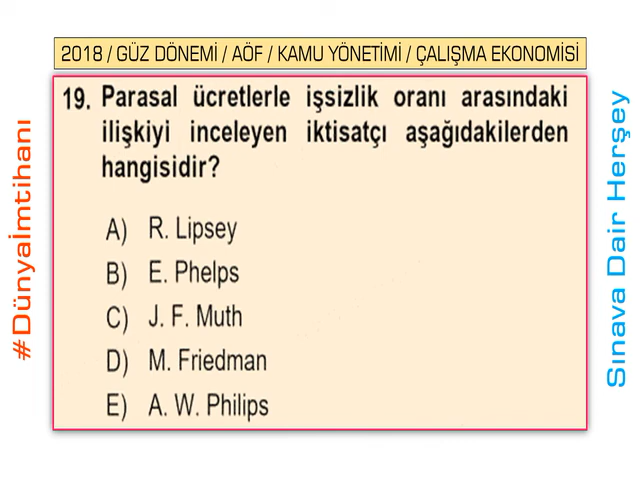 2018 / GÜZ DÖNEMİ / AÖF / KAMU YÖNETİMİ / ÇALIŞMA EKONOMİSİ
19. Parasal ücretlerle işsizlik oranı arasındaki
ilişkiyi inceleyen iktisatçı aşağıdakilerden
hangisidir?
A) R. Lipsey
B) E. Phelps
C) J. F. Muth
D) M. Friedman
E) A. W. Philips
#Dünyaİmtihanı
Sınava Dair Herşey